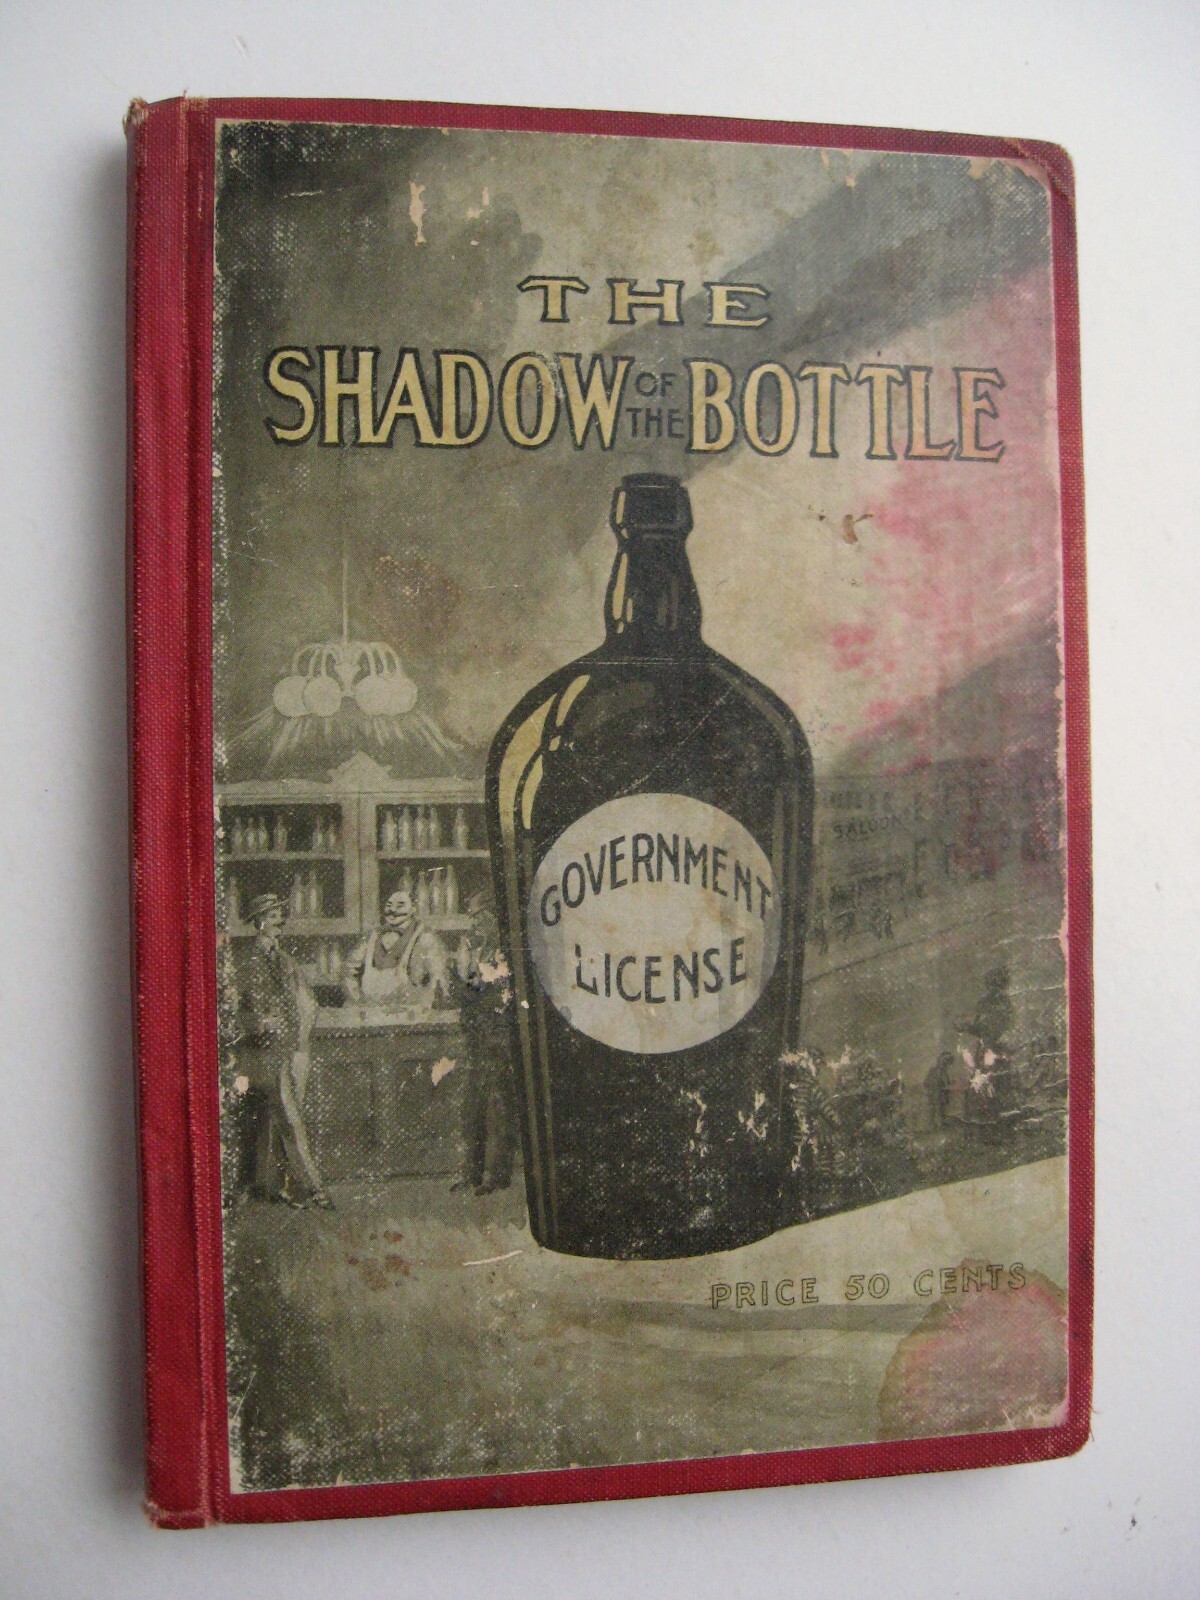 THE
SHADOW OF THE BOTTLE
GOVERNMENT
LICENSE
SALOON
PRICE 50 CENTS